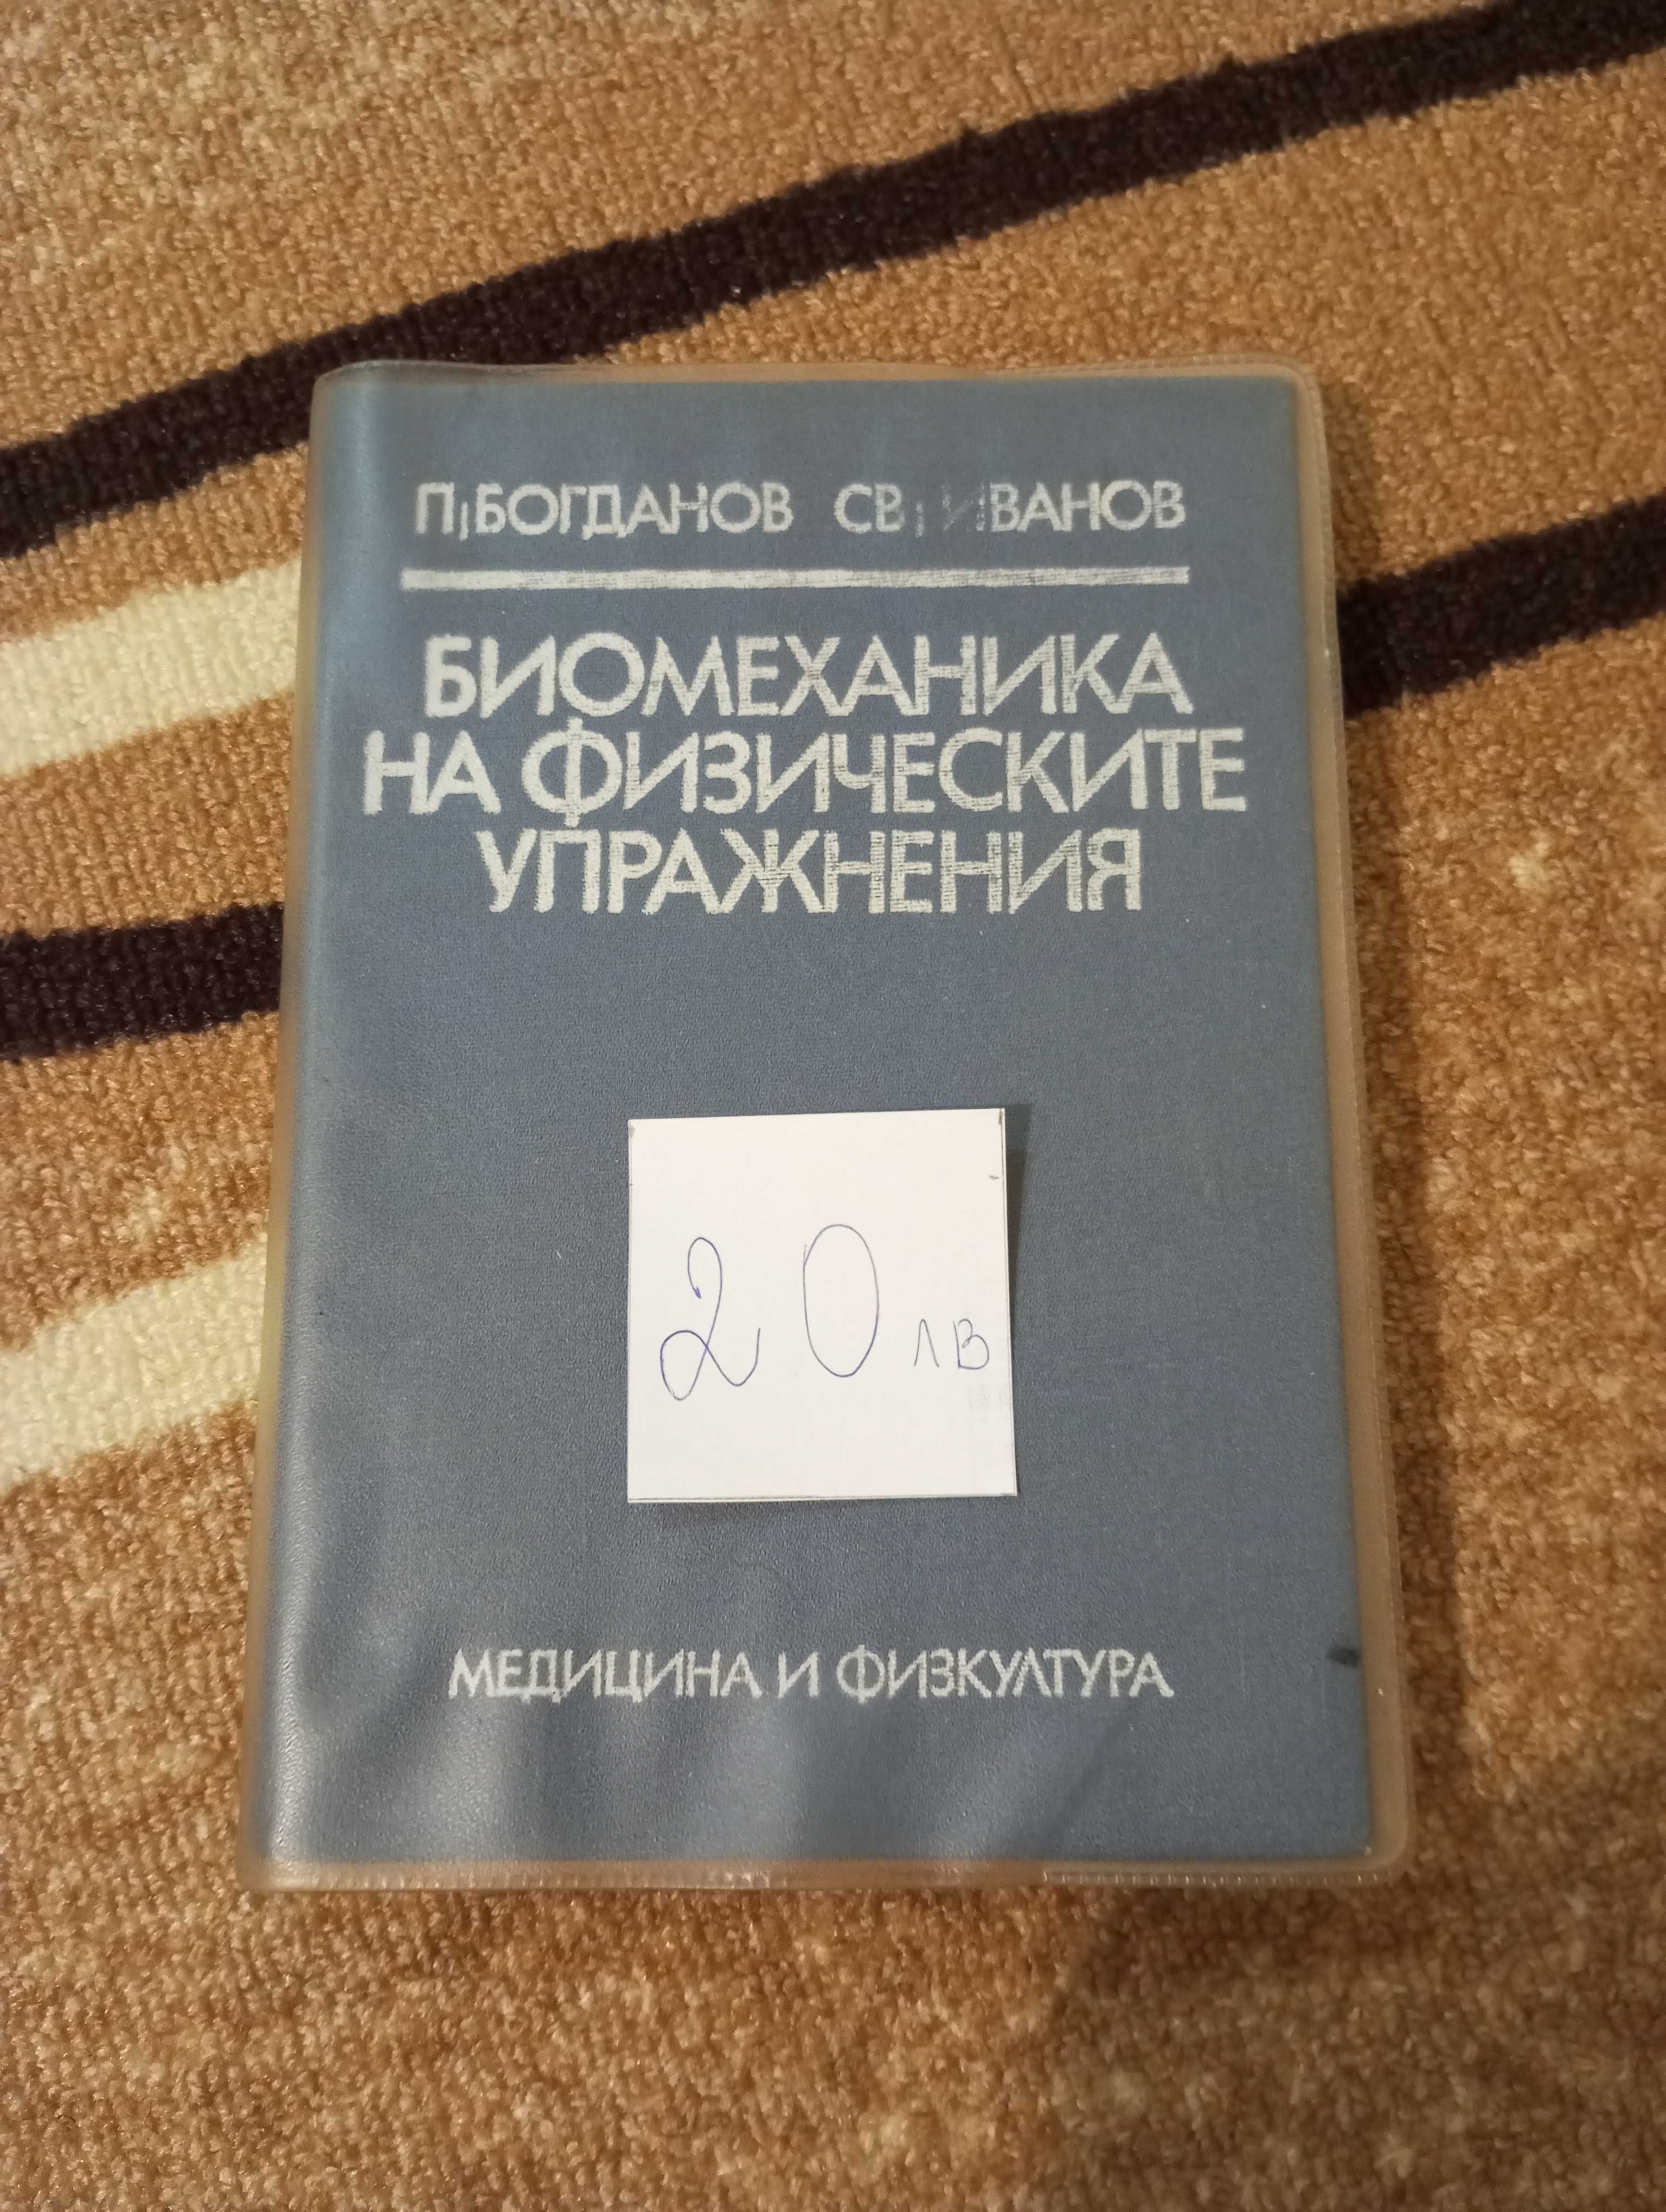 П. БОГДАНОВ СВ. ИВАНОВ
БИОМЕХАНИКА
НА ФИЗИЧЕСКИТЕ
УПРАЖНЕНИЯ
20 лв
МЕДИЦИНА И ФИЗКУЛТУРА